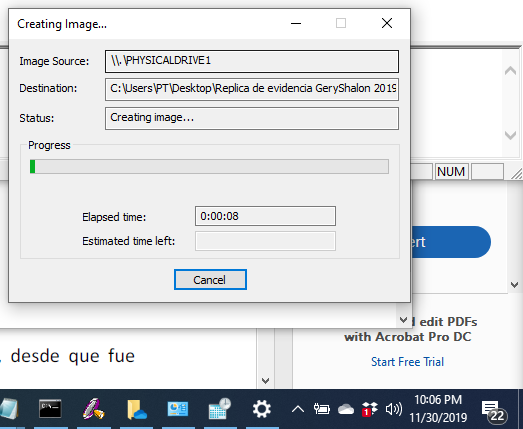 Creating Image...
Image Source:
\\.\PHYSICALDRIVE1
Destination:
C:\Users\PT\Desktop\Replica de evidencia GeryShalon 2019
Status:
Creating image...
Progress
Elapsed time:
0:00:08
Estimated time left:
Cancel
NUM
ert
d edit PDFs
with Acrobat Pro DC
Start Free Trial
, desde que fue
10:06 PM
11/30/2019
22